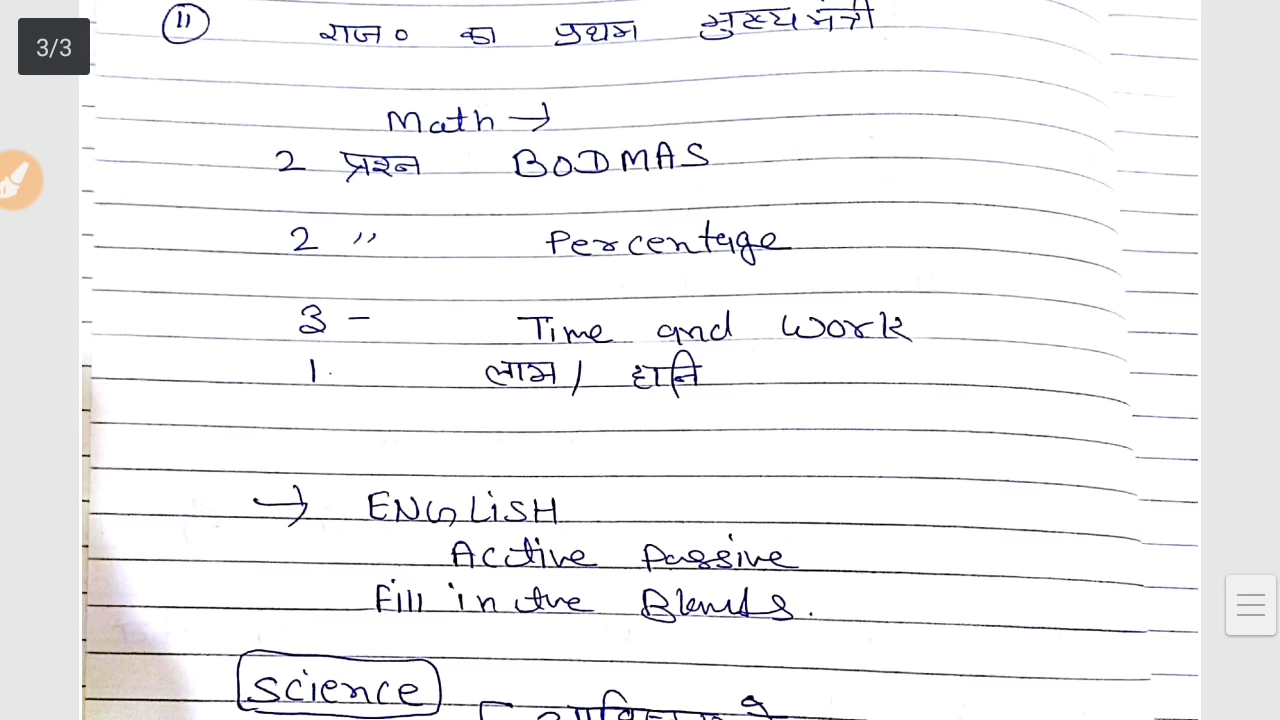 3/3
11 राज० का प्रथम मुख्यमंत्री
Math →
2 प्रश्न BODMAS
2 ,, Percentage
3 – Time and Work
1. लाभ / हानि
→ ENGLiSH
Active Passive
Fill in the Blanks.
Science